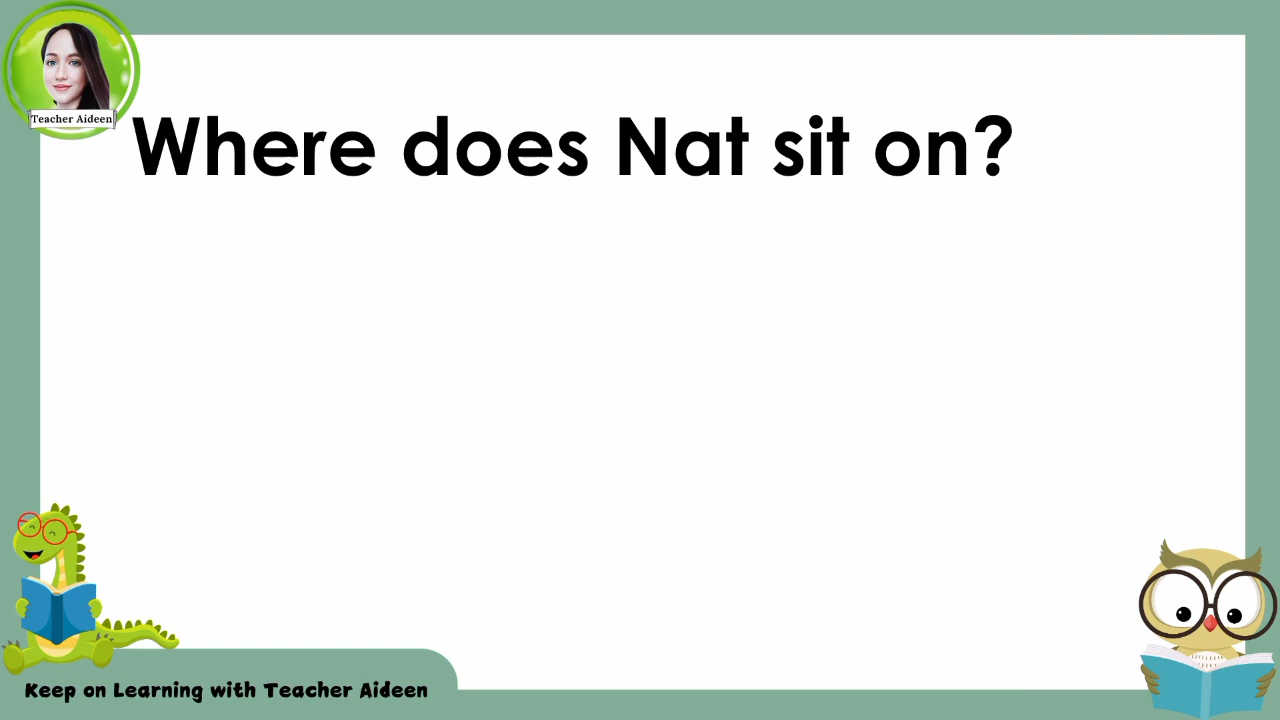 Teacher Aideen
Where does Nat sit on?
Keep on Learning with Teacher Aideen